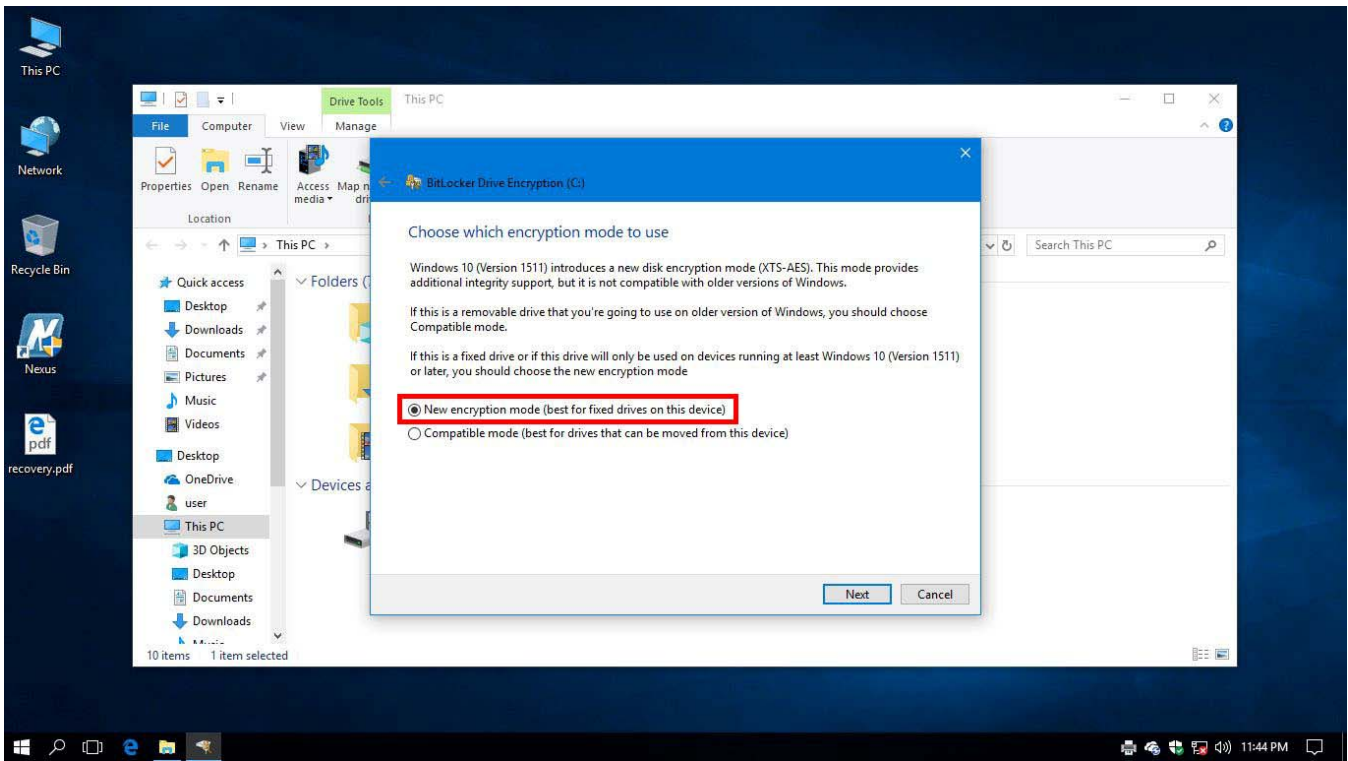 This PC
Network
Recycle Bin
Nexus
pdf
recovery.pdf
Drive Tools
This PC
File
Computer
View
Manage
Properties
Open
Rename
Access
media
Map n
dri
Location
This PC
Search This PC
Quick access
Desktop
Downloads
Documents
Pictures
Music
Videos
Desktop
OneDrive
user
This PC
3D Objects
Desktop
Documents
Downloads
Music
Folders (7
Devices a
10 items
1 item selected
BitLocker Drive Encryption (C:)
Choose which encryption mode to use
Windows 10 (Version 1511) introduces a new disk encryption mode (XTS-AES). This mode provides
additional integrity support, but it is not compatible with older versions of Windows.
If this is a removable drive that you're going to use on older version of Windows, you should choose
Compatible mode.
If this is a fixed drive or if this drive will only be used on devices running at least Windows 10 (Version 1511)
or later, you should choose the new encryption mode
New encryption mode (best for fixed drives on this device)
Compatible mode (best for drives that can be moved from this device)
Next
Cancel
11:44 PM